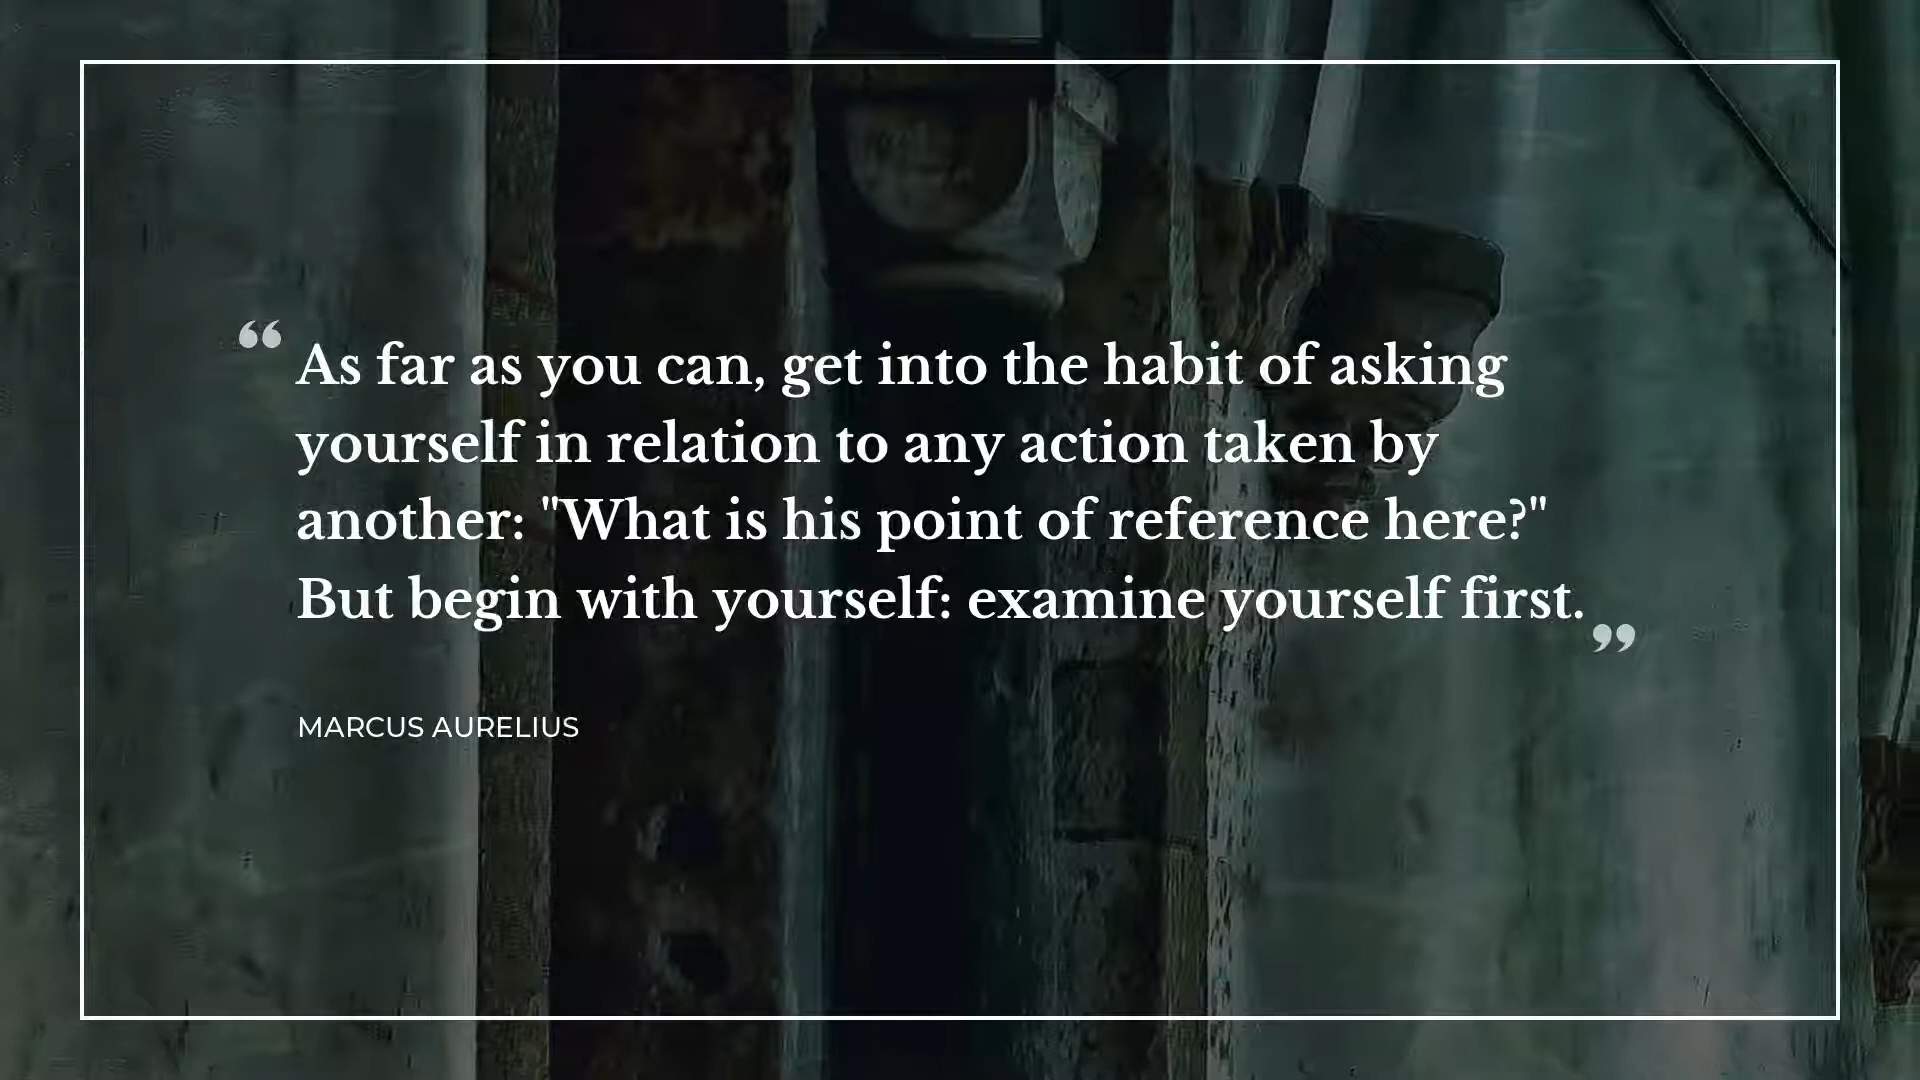 “As far as you can, get into the habit of asking
yourself in relation to any action taken by
another: "What is his point of reference here?"
But begin with yourself: examine yourself first.”
MARCUS AURELIUS